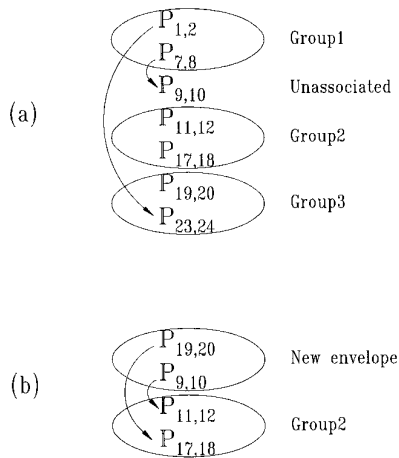 P1,2
Group1
P7,8
P9,10 Unassociated
(a)
P11,12
Group2
P17,18
P19,20
Group3
P23,24
P19,20
New envelope
P9,10
(b)
P11,12
Group2
P17,18